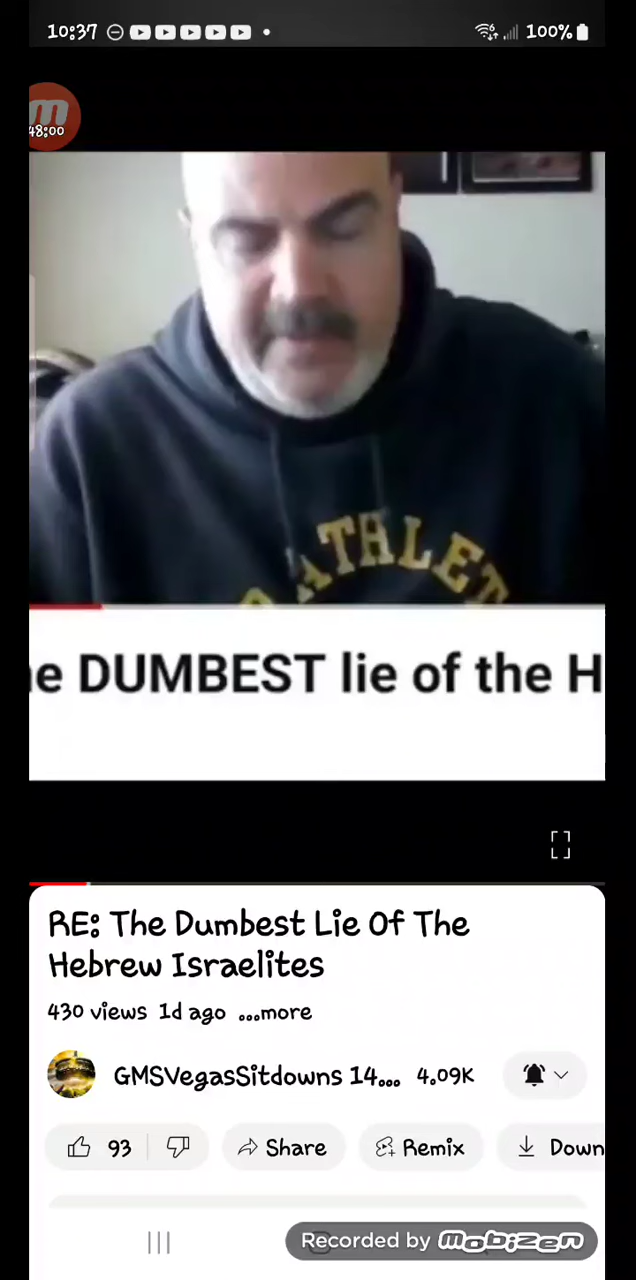 10:37
100%
48:00
ATHLET
e DUMBEST lie of the H
RE: The Dumbest Lie Of The
Hebrew Israelites
430 views 1d ago ...more
GMSVegasSitdowns 14... 4.09K
93 Share Remix Down
Recorded by mobizen